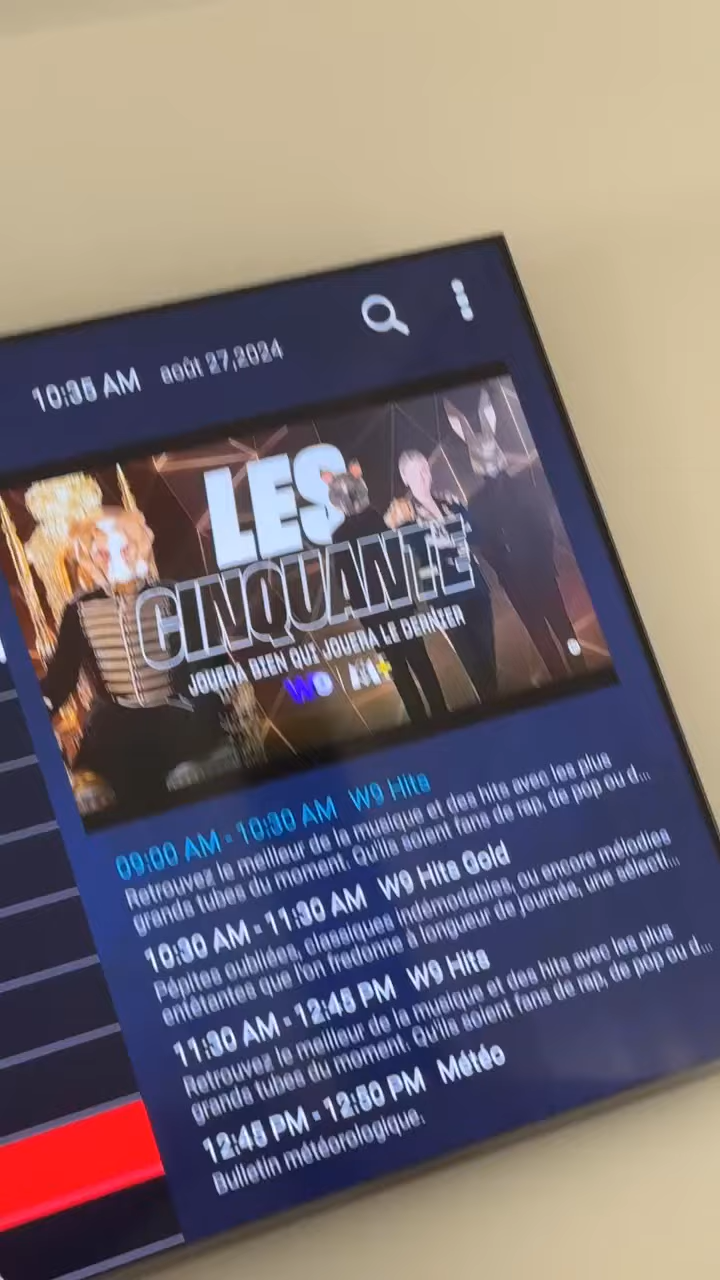 10:35 AM août 27,2024
LES
CINQUANTE
JOUERA BIEN QUI JOUERA LE DERNIER
W9
09:00 AM - 10:30 AM W9 Hits
Retrouvez le meilleur de la musique et des hits avec les plus
grands tubes du moment. Qu'ils soient fans de rap, de pop ou d...
10:30 AM - 11:30 AM W9 Hits Gold
Pépites oubliées, classiques indémodables, ou encore mélodies
entêtantes que l'on fredonne à longueur de journée, une sélecti...
11:30 AM - 12:45 PM W9 Hits
Retrouvez le meilleur de la musique et des hits avec les plus
grands tubes du moment. Qu'ils soient fans de rap, de pop ou d...
12:45 PM - 12:50 PM Météo
Bulletin météorologique.